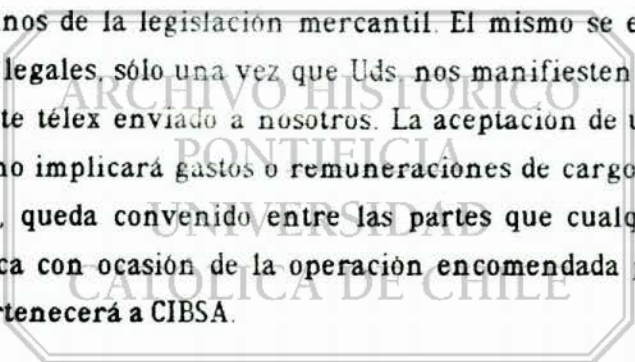 nos de la legislación mercantil. El mismo se e
legales, sólo una vez que Uds. nos manifiesten
ARCHIVO HISTORICO
te télex enviado a nosotros. La aceptación de u
PONTIFICIA
no implicará gastos o remuneraciones de cargo
, queda convenido entre las partes que cualq
UNIVERSIDAD
ca con ocasión de la operación encomendada
CATOLICA DE CHILE
tenecerá a CIBSA.